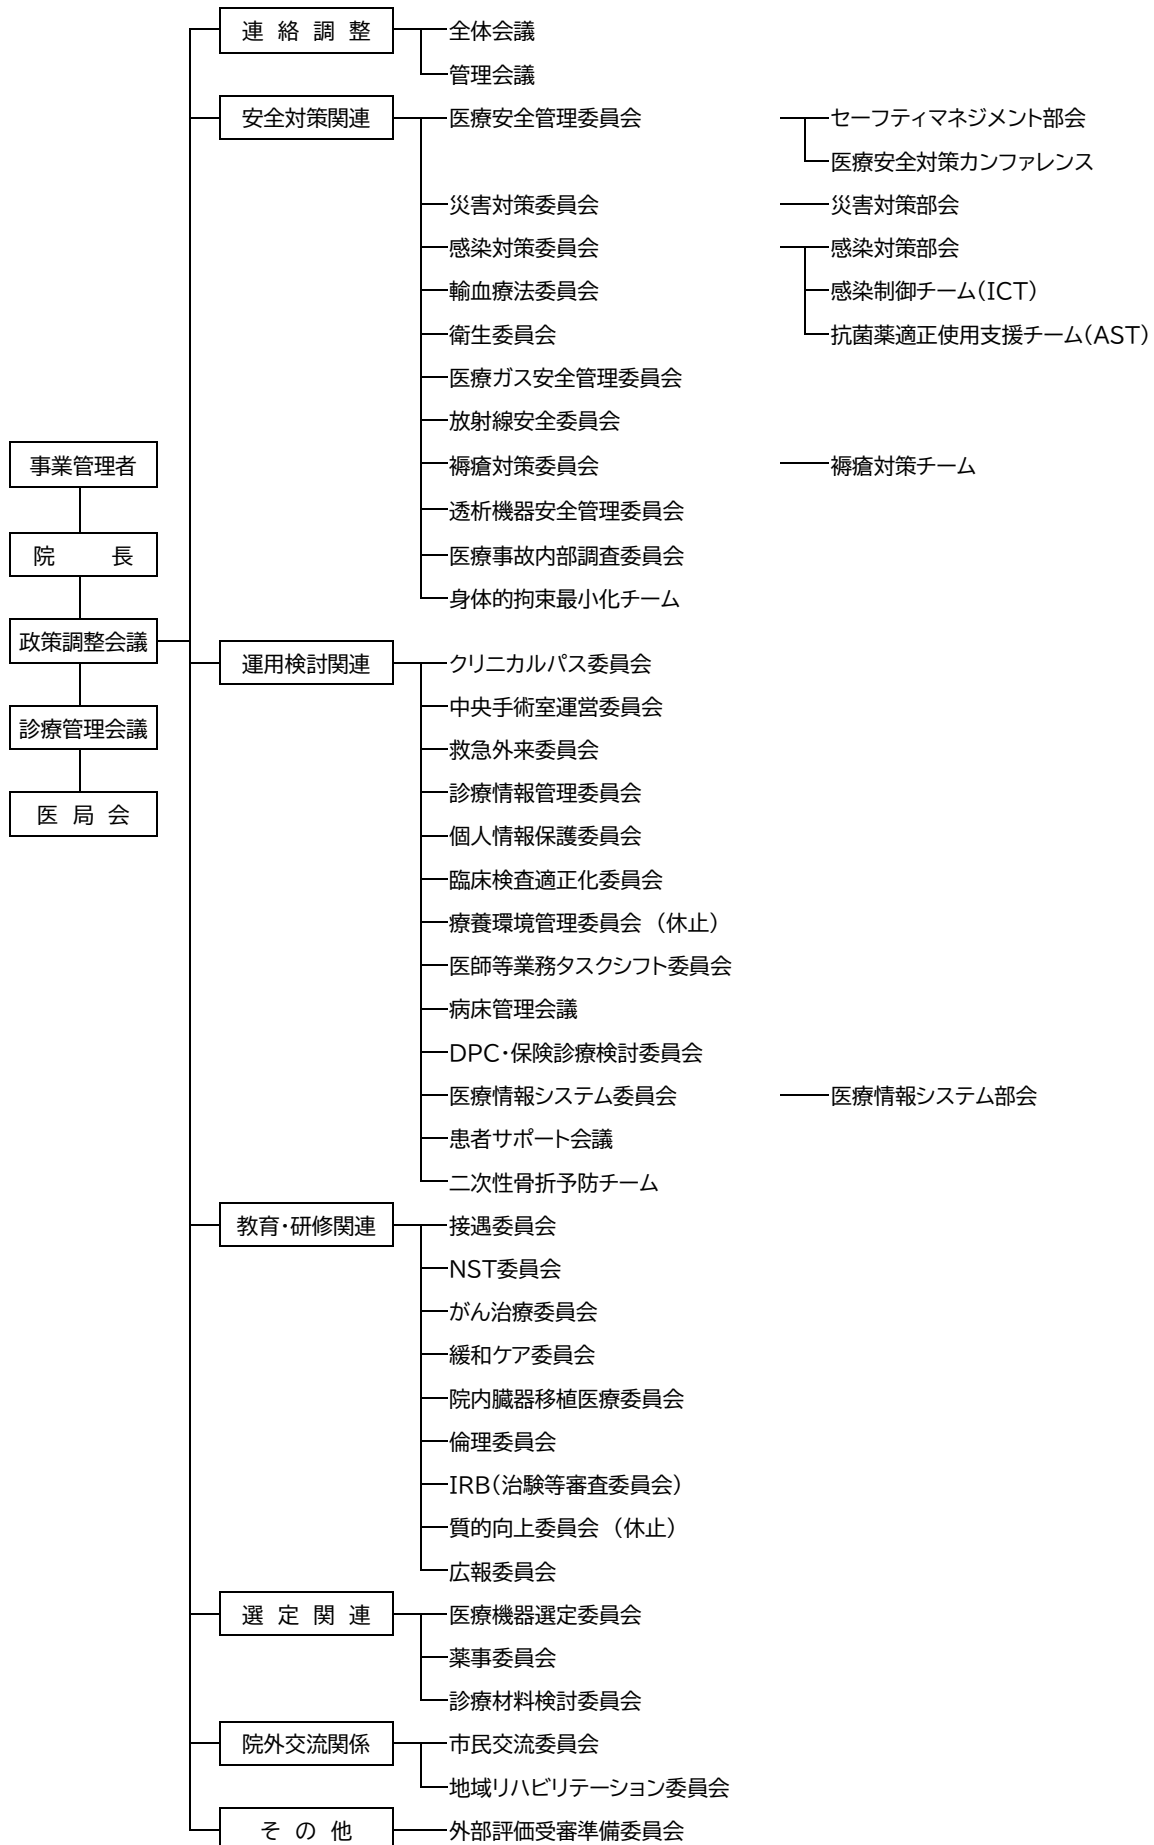 連絡調整
全体会議
管理会議
安全対策関連
医療安全管理委員会
セーフティマネジメント部会
医療安全対策カンファレンス
災害対策委員会
災害対策部会
感染対策委員会
感染対策部会
輸血療法委員会
感染制御チーム（ICT）
衛生委員会
抗菌薬適正使用支援チーム（AST）
医療ガス安全管理委員会
放射線安全委員会
事業管理者
褥瘡対策委員会
褥瘡対策チーム
透析機器安全管理委員会
院長
医療事故内部調査委員会
身体的拘束最小化チーム
政策調整会議
運用検討関連
クリニカルパス委員会
中央手術室運営委員会
診療管理会議
救急外来委員会
診療情報管理委員会
医局会
個人情報保護委員会
臨床検査適正化委員会
療養環境管理委員会（休止）
医師等業務タスクシフト委員会
病床管理会議
DPC・保険診療検討委員会
医療情報システム委員会
医療情報システム部会
患者サポート会議
二次性骨折予防チーム
教育・研修関連
接遇委員会
NST委員会
がん治療委員会
緩和ケア委員会
院内臓器移植医療委員会
倫理委員会
IRB（治験等審査委員会）
質的向上委員会（休止）
広報委員会
選定関連
医療機器選定委員会
薬事委員会
診療材料検討委員会
院外交流関係
市民交流委員会
地域リハビリテーション委員会
その他
外部評価受審準備委員会